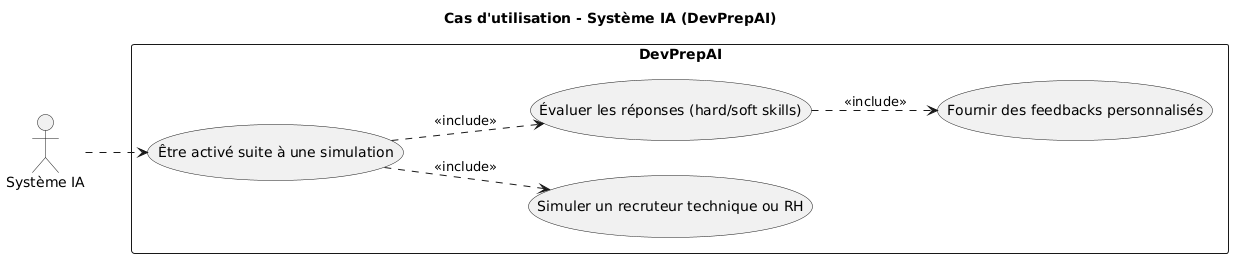 Cas d'utilisation - Système IA (DevPrepAI)
DevPrepAI
Système IA
Être activé suite à une simulation
«include»
«include»
Évaluer les réponses (hard/soft skills)
Simuler un recruteur technique ou RH
«include»
Fournir des feedbacks personnalisés